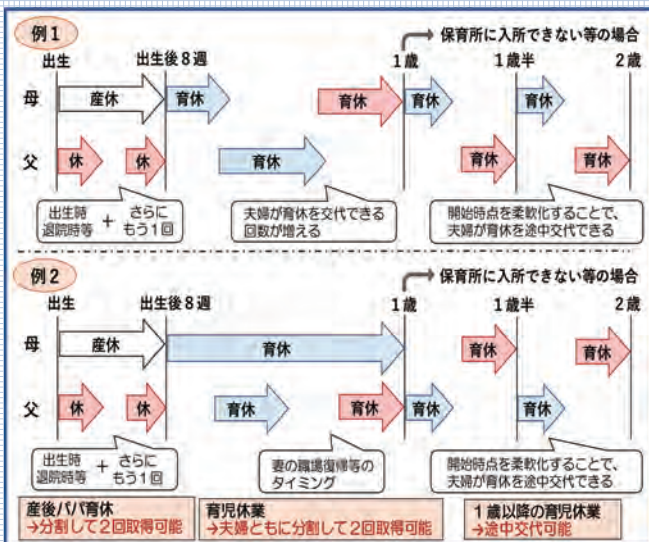 例1
保育所に入所できない等の場合
出生 出生後8週 1歳 1歳半 2歳
母 産休 育休 育休 育休 育休
父 休 休 育休 育休 育休
出生時 退院時等 + さらに もう1回
夫婦が育休を交代できる
回数が増える
開始時点を柔軟化することで、
夫婦が育休を途中交代できる
例2
保育所に入所できない等の場合
出生 出生後8週 1歳 1歳半 2歳
母 産休 育休 育休 育休
父 休 休 育休 育休 育休 育休
出生時 退院時等 + さらに もう1回
妻の職場復帰等の
タイミング
開始時点を柔軟化することで、
夫婦が育休を途中交代できる
産後パパ育休
→分割して2回取得可能
育児休業
→夫婦ともに分割して2回取得可能
1歳以降の育児休業
→途中交代可能